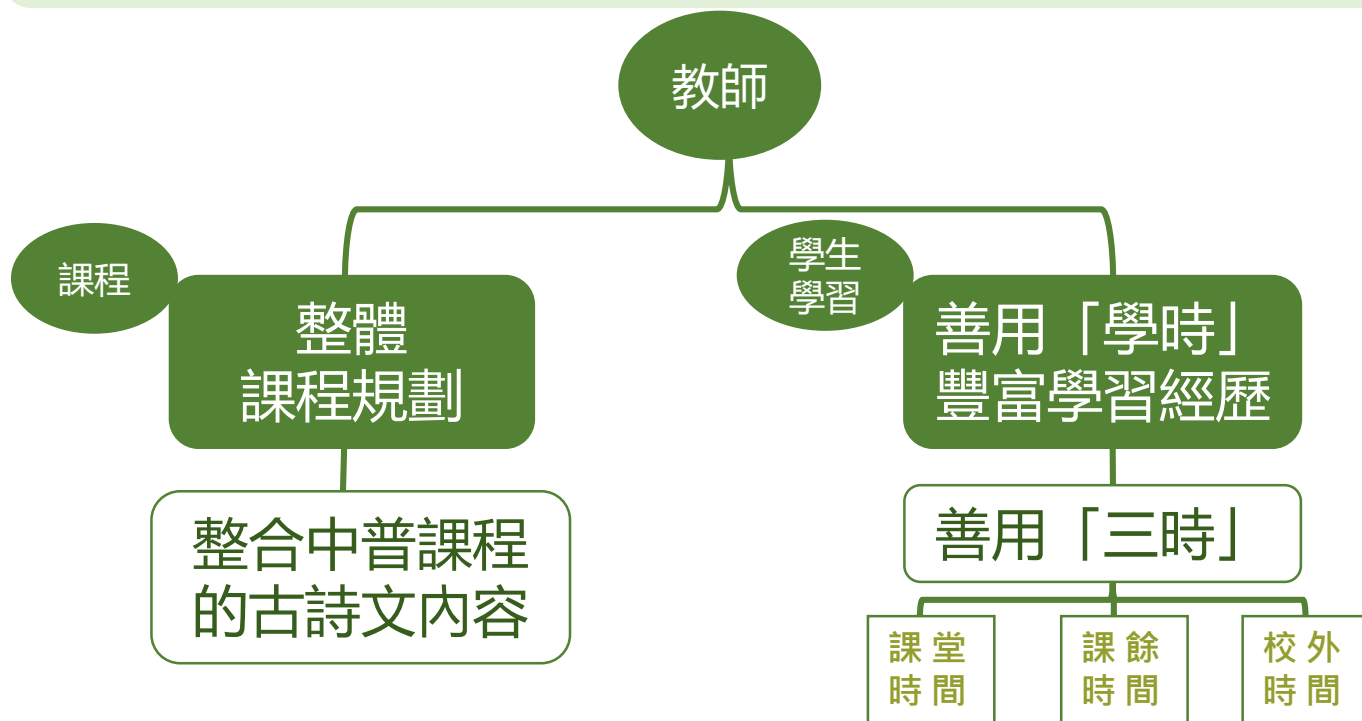 教師
課程
整體
課程規劃
整合中普課程
的古詩文內容
學生
學習
善用「學時」
豐富學習經歷
善用「三時」
課堂
時間
課餘
時間
校外
時間